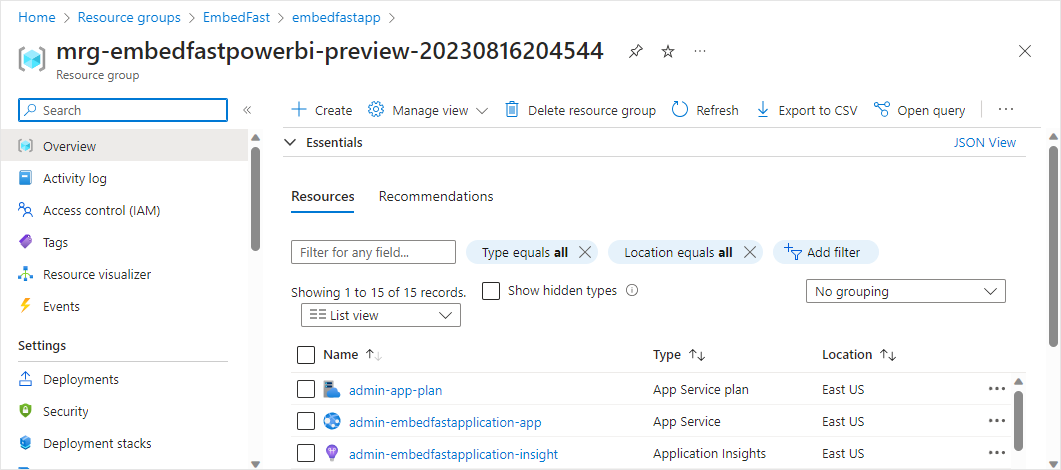 Home > Resource groups > EmbedFast > embedfastapp >
mrg-embedfastpowerbi-preview-20230816204544
Resource group
Search
Overview
Activity log
Access control (IAM)
Tags
Resource visualizer
Events
Settings
Deployments
Security
Deployment stacks
Create Manage view Delete resource group Refresh Export to CSV Open query
Essentials JSON View
Resources Recommendations
Filter for any field... Type equals all Location equals all Add filter
Showing 1 to 15 of 15 records. Show hidden types No grouping
List view
Name Type Location
admin-app-plan App Service plan East US
admin-embedfastapplication-app App Service East US
admin-embedfastapplication-insight Application Insights East US